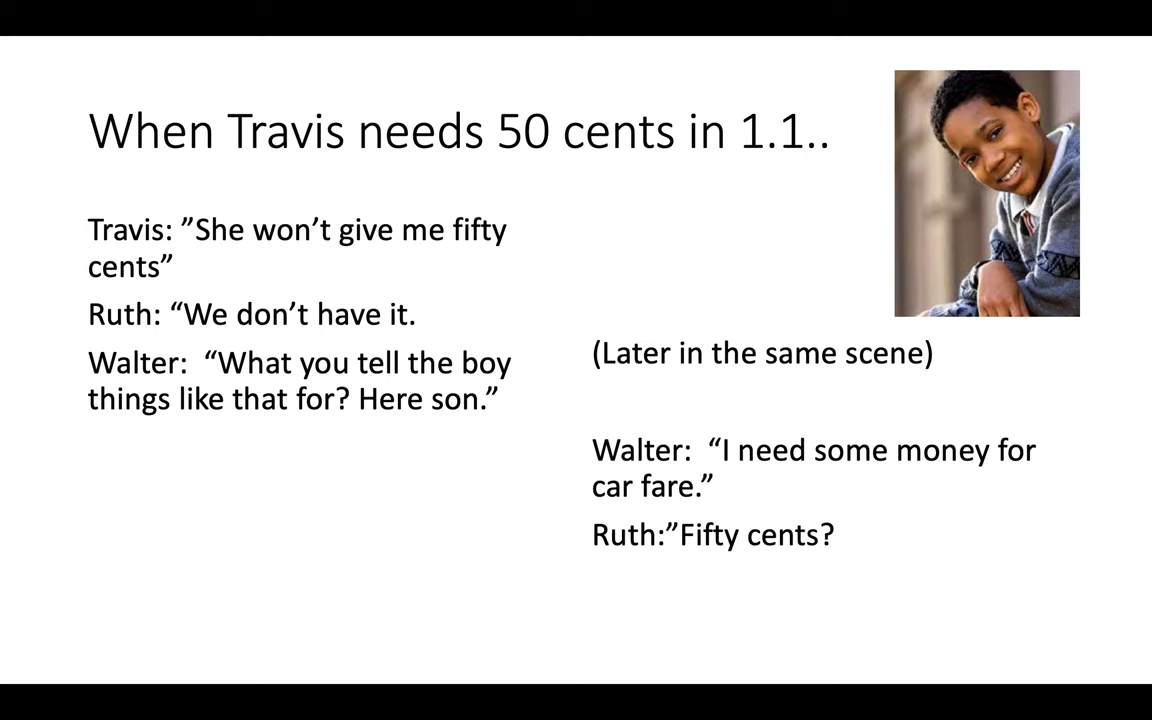 When Travis needs 50 cents in 1.1..
Travis: ”She won’t give me fifty
cents”
Ruth: “We don’t have it.
Walter:  “What you tell the boy
things like that for? Here son.”
(Later in the same scene)
Walter:  “I need some money for
car fare.”
Ruth:”Fifty cents?